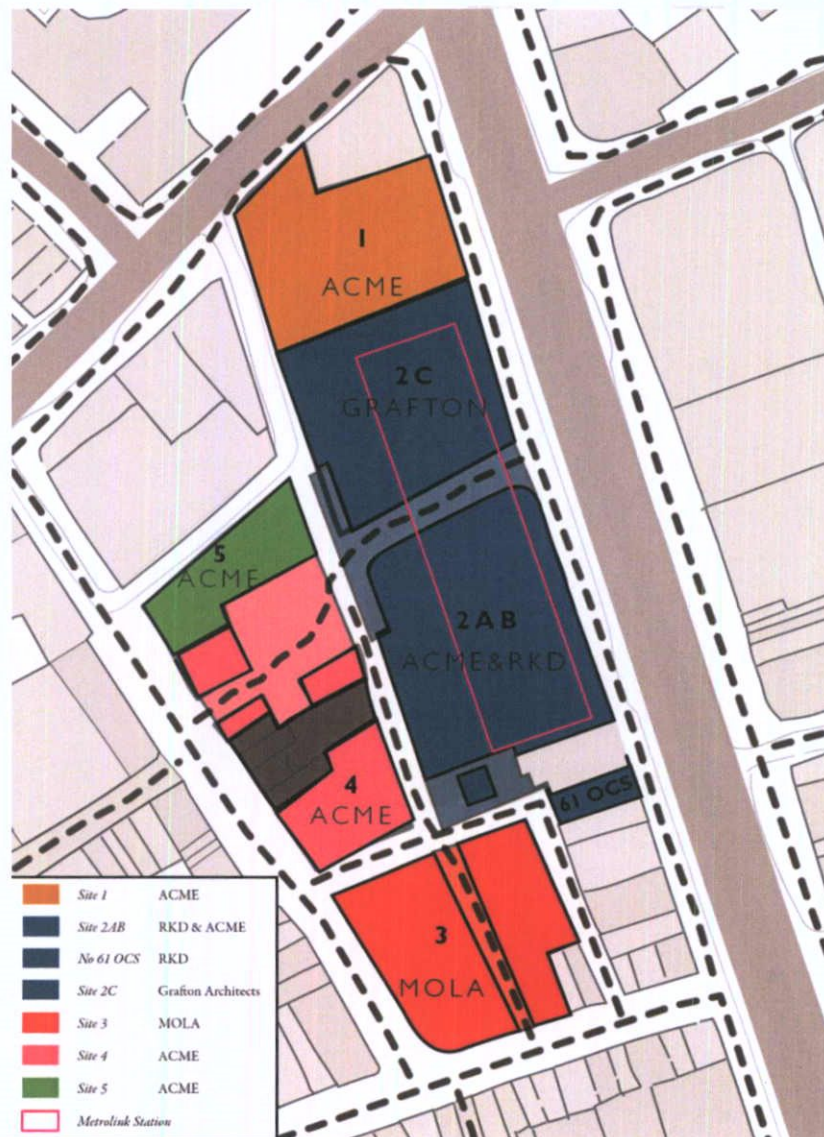 1
ACME
2C
GRAFTON
5
ACME
2AB
ACME&RKD
4
ACME
61 OCS
3
MOLA
Site 1 ACME
Site 2AB RKD & ACME
No 61 OCS RKD
Site 2C Grafton Architects
Site 3 MOLA
Site 4 ACME
Site 5 ACME
Metrolink Station